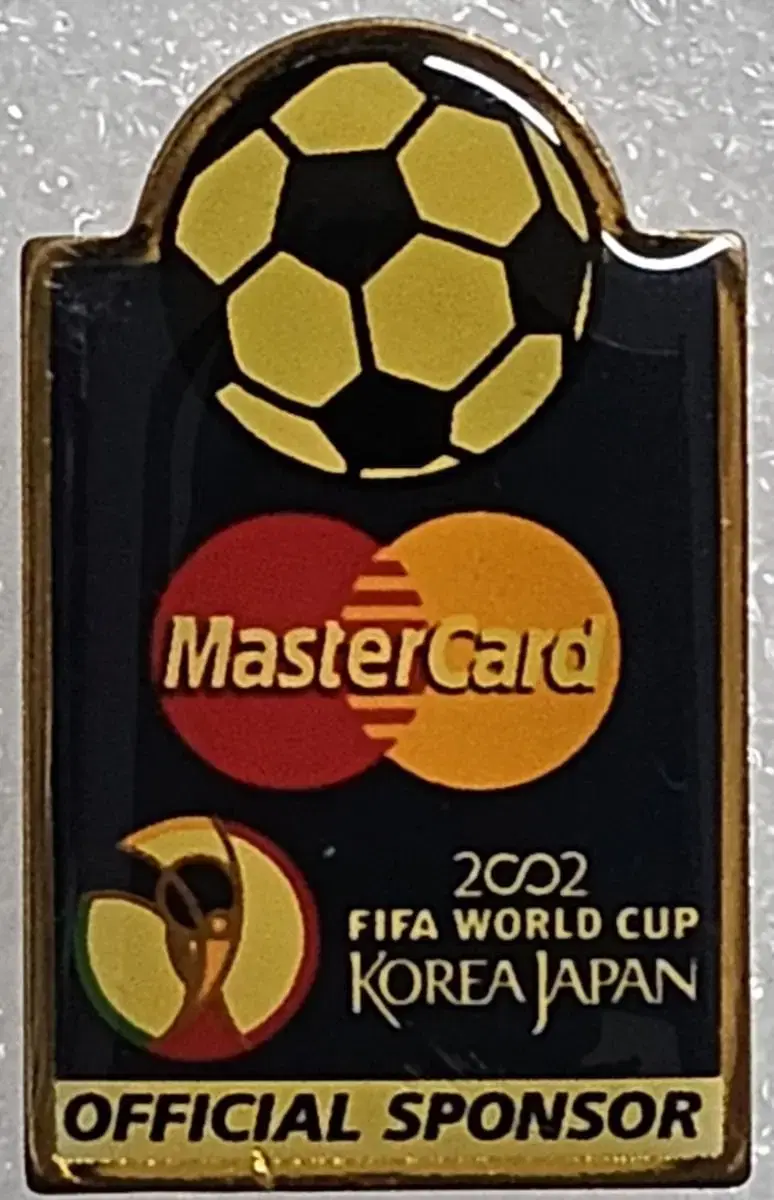 MasterCard
2002
FIFA WORLD CUP
KOREA JAPAN
OFFICIAL SPONSOR